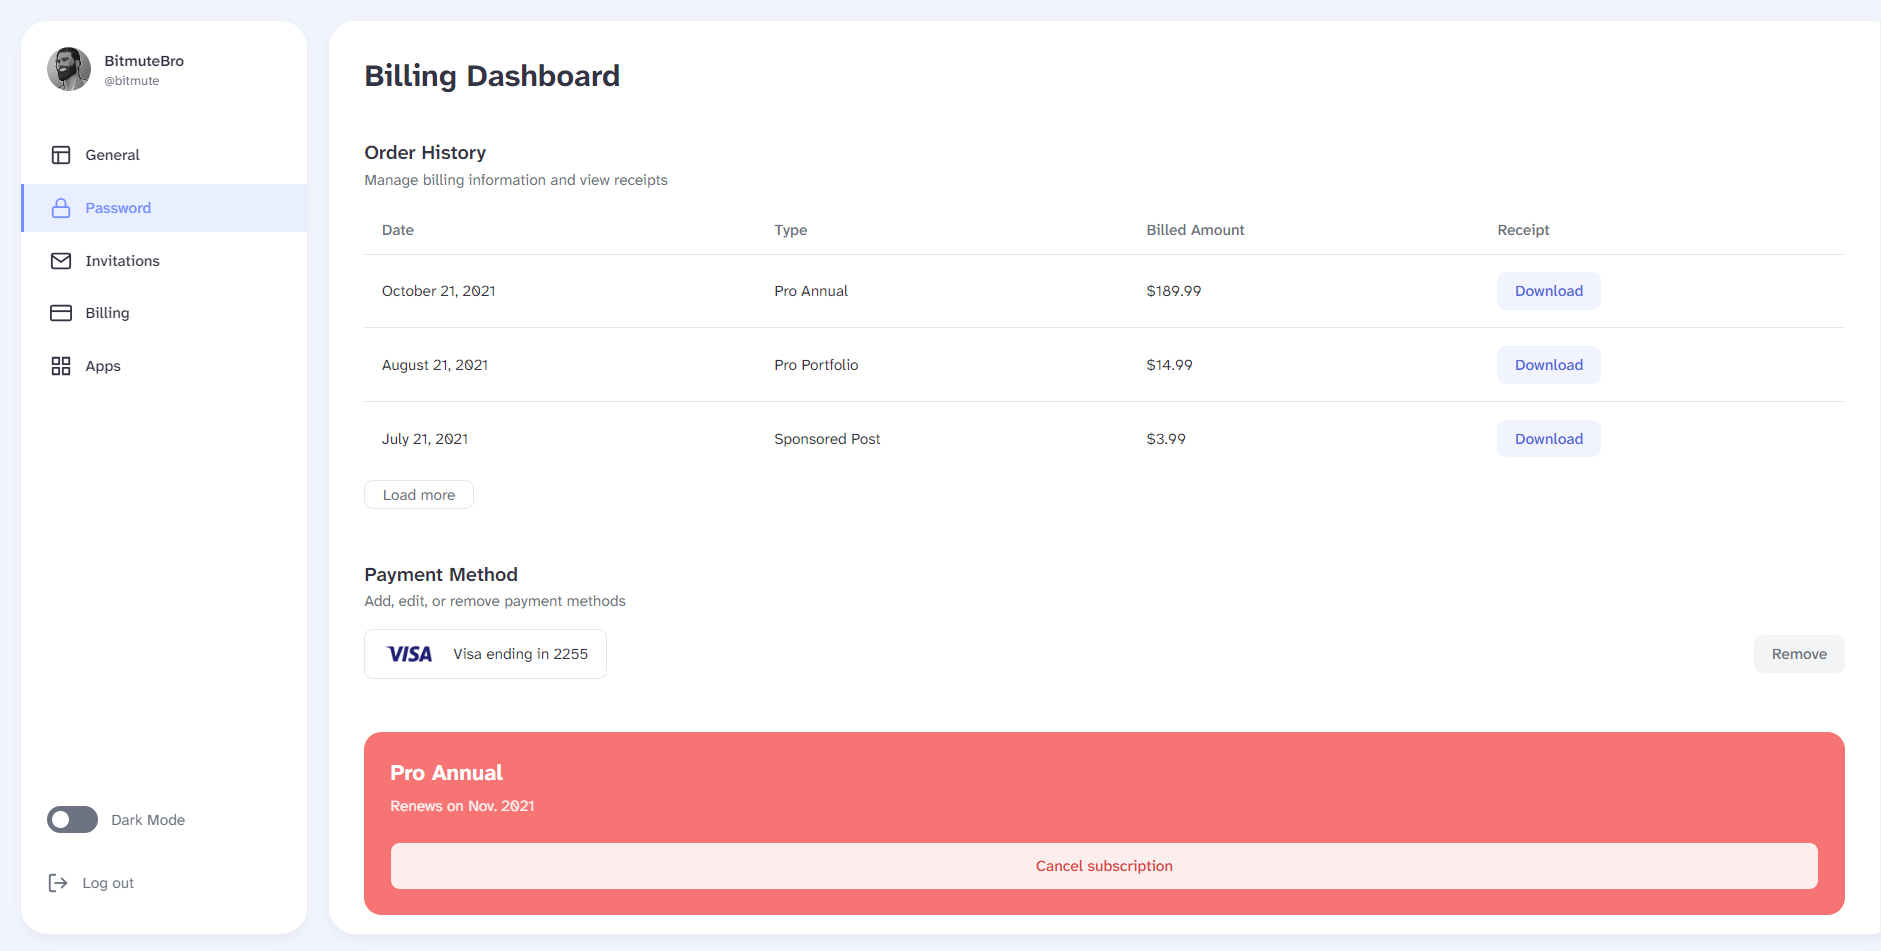 BitmuteBro
@bitmute
General
Password
Invitations
Billing
Apps
Dark Mode
Log out
Billing Dashboard
Order History
Manage billing information and view receipts
Date Type Billed Amount Receipt
October 21, 2021 Pro Annual $189.99 Download
August 21, 2021 Pro Portfolio $14.99 Download
July 21, 2021 Sponsored Post $3.99 Download
Load more
Payment Method
Add, edit, or remove payment methods
VISA Visa ending in 2255 Remove
Pro Annual
Renews on Nov. 2021
Cancel subscription